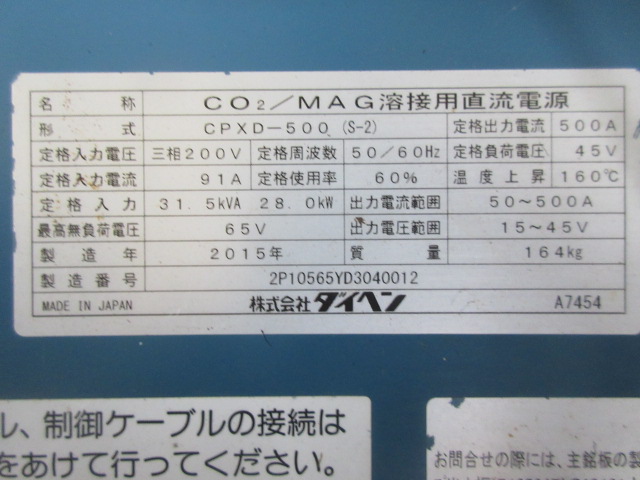 名称 CO2/MAG溶接用直流電源
形式 CPXD-500 (S-2) 定格出力電流 500A
定格入力電圧 三相200V 定格周波数 50/60Hz 定格負荷電圧 45V
定格入力電流 91A 定格使用率 60% 温度上昇 160℃
定格入力 31.5kVA 28.0kW 出力電流範囲 50~500A
最高無負荷電圧 65V 出力電圧範囲 15~45V
製造年 2015年 質量 164kg
製造番号 2P10565YD3040012
MADE IN JAPAN 株式会社ダイヘン A7454
ル、制御ケーブルの接続は
をあけて行ってください。
お問合せの際には、主銘板の製